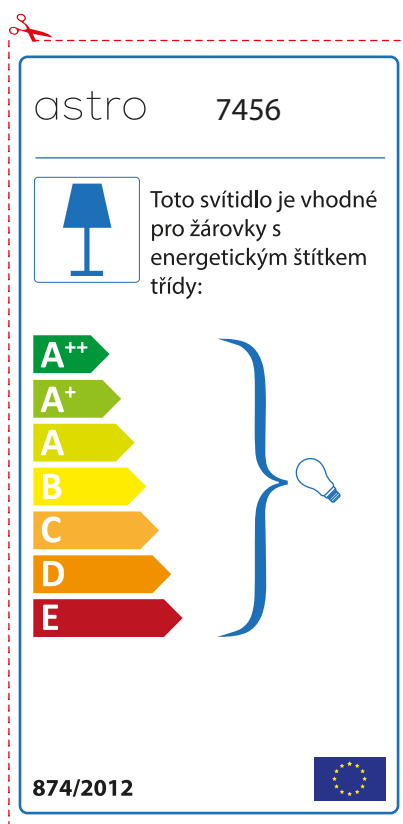 astro 7456
Toto svítidlo je vhodné
pro žárovky s
energetickým štítkem
třídy:
A++
A+
A
B
C
D
E
874/2012